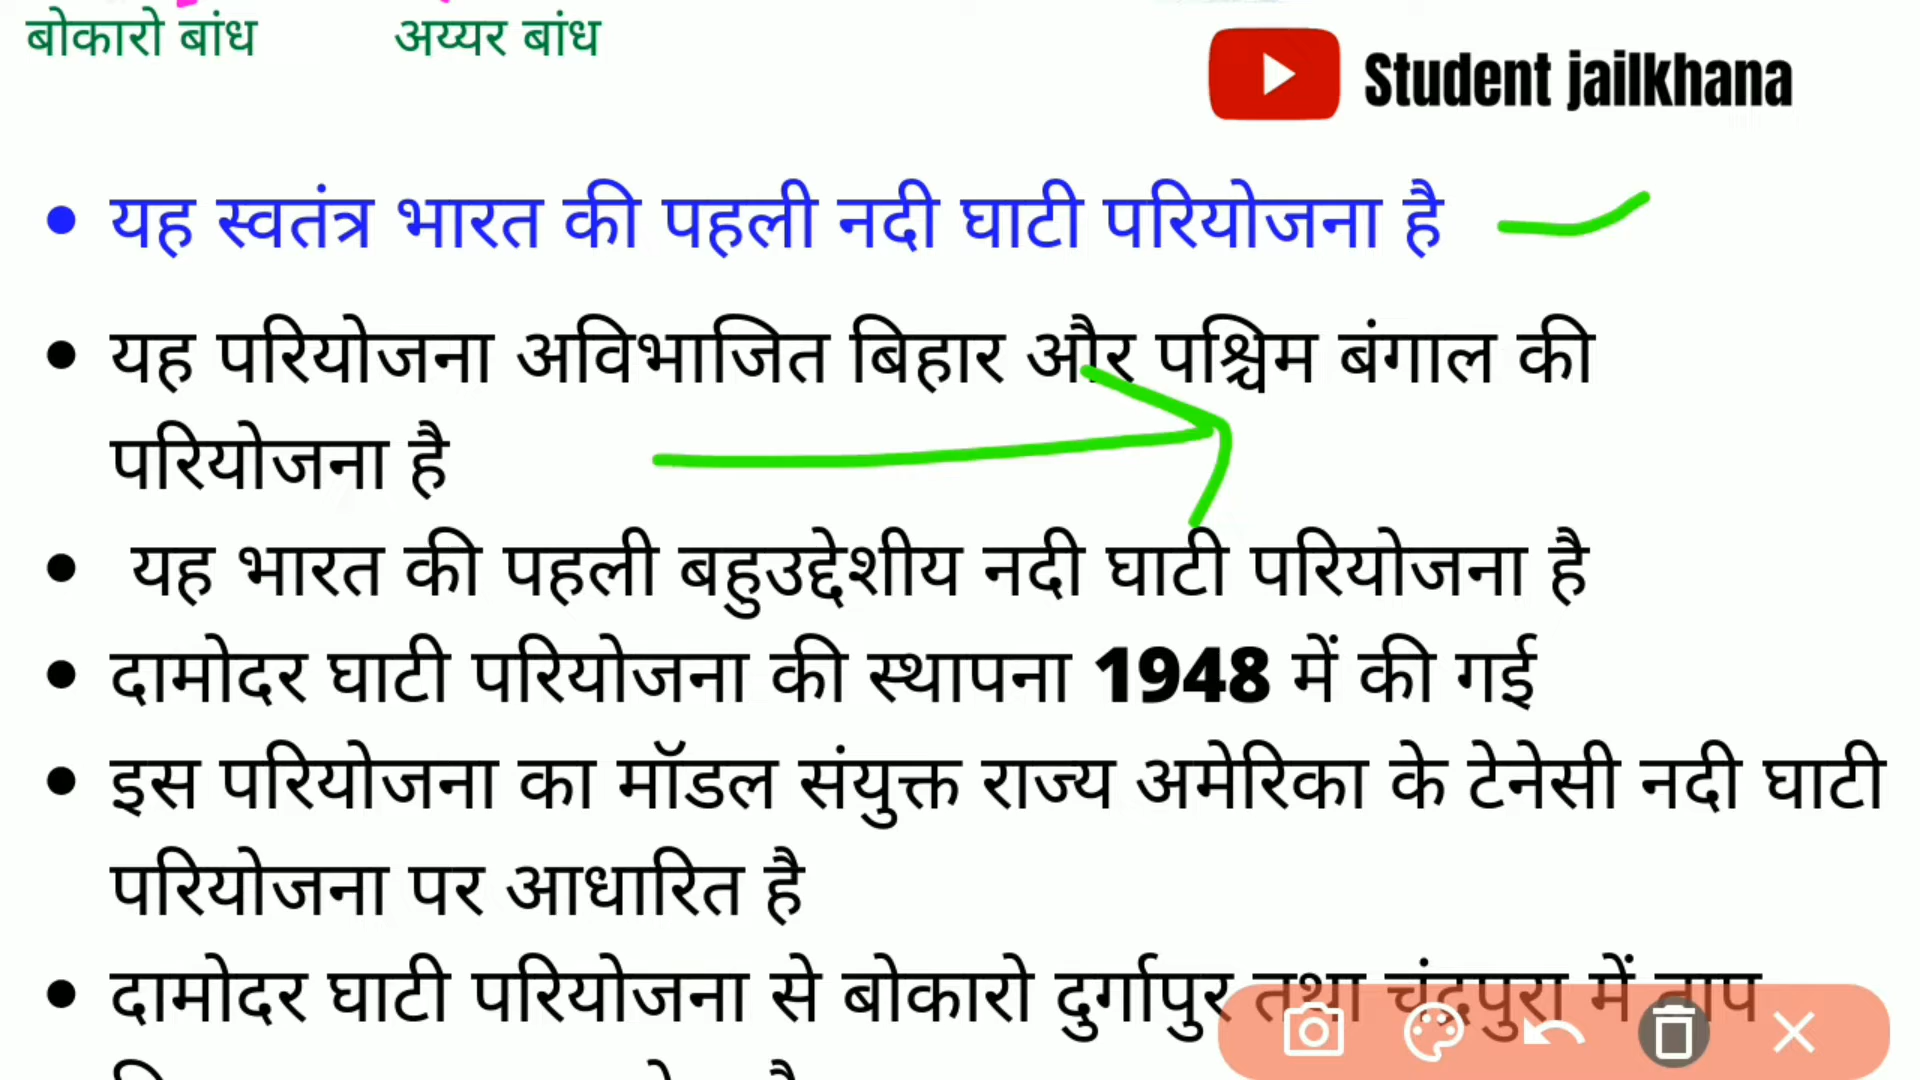 बोकारो बांध अय्यर बांध
Student jailkhana
यह स्वतंत्र भारत की पहली नदी घाटी परियोजना है
यह परियोजना अविभाजित बिहार और पश्चिम बंगाल की
परियोजना है
यह भारत की पहली बहुउद्देशीय नदी घाटी परियोजना है
दामोदर घाटी परियोजना की स्थापना 1948 में की गई
इस परियोजना का मॉडल संयुक्त राज्य अमेरिका के टेनेसी नदी घाटी
परियोजना पर आधारित है
दामोदर घाटी परियोजना से बोकारो दुर्गापुर तथा चंद्रपुरा में ताप